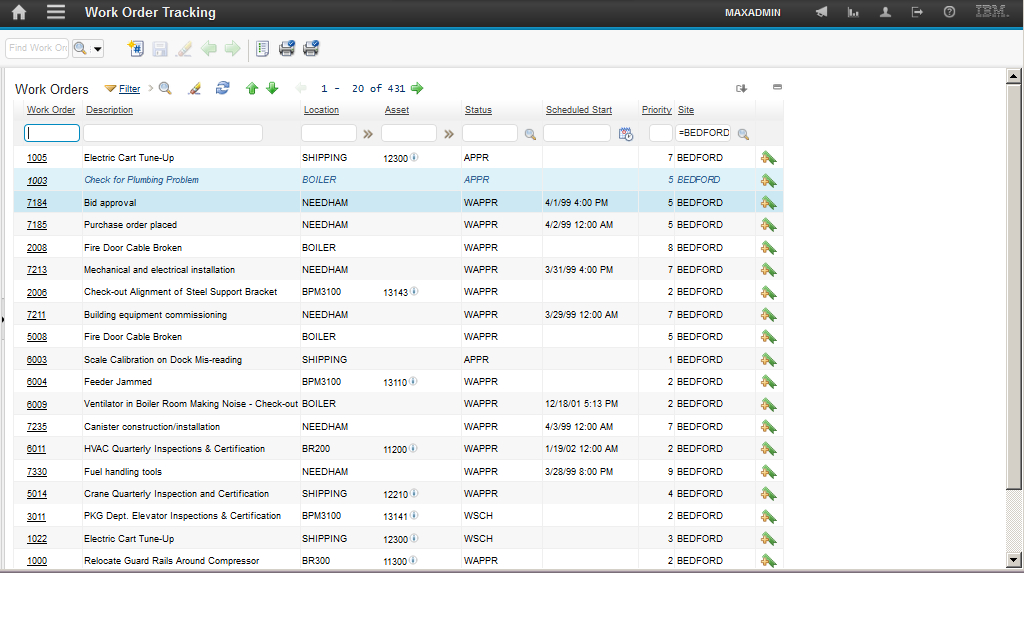 Work Order Tracking MAXADMIN IBM.
Find Work Or
Work Orders Filter 1 - 20 of 431
Work Order Description Location Asset Status Scheduled Start Priority Site
=BEDFORD
1005 Electric Cart Tune-Up SHIPPING 12300 APPR 7 BEDFORD
1003 Check for Plumbing Problem BOILER APPR 5 BEDFORD
7184 Bid approval NEEDHAM WAPPR 4/1/99 4:00 PM 5 BEDFORD
7185 Purchase order placed NEEDHAM WAPPR 4/2/99 12:00 AM 5 BEDFORD
2008 Fire Door Cable Broken BOILER WAPPR 8 BEDFORD
7213 Mechanical and electrical installation NEEDHAM WAPPR 3/31/99 4:00 PM 7 BEDFORD
2006 Check-out Alignment of Steel Support Bracket BPM3100 13143 WAPPR 2 BEDFORD
7211 Building equipment commissioning NEEDHAM WAPPR 3/29/99 12:00 AM 7 BEDFORD
5008 Fire Door Cable Broken BOILER WAPPR 5 BEDFORD
6003 Scale Calibration on Dock Mis-reading SHIPPING APPR 1 BEDFORD
6004 Feeder Jammed BPM3100 13110 WAPPR 2 BEDFORD
6009 Ventilator in Boiler Room Making Noise - Check-out BOILER WAPPR 12/18/01 5:13 PM 2 BEDFORD
7235 Canister construction/installation NEEDHAM WAPPR 4/3/99 12:00 AM 7 BEDFORD
6011 HVAC Quarterly Inspections & Certification BR200 11200 WAPPR 1/19/02 12:00 AM 2 BEDFORD
7330 Fuel handling tools NEEDHAM WAPPR 3/28/99 8:00 PM 9 BEDFORD
5014 Crane Quarterly Inspection and Certification SHIPPING 12210 WAPPR 4 BEDFORD
3011 PKG Dept. Elevator Inspections & Certification BPM3100 13141 WSCH 2 BEDFORD
1022 Electric Cart Tune-Up SHIPPING 12300 WSCH 3 BEDFORD
1000 Relocate Guard Rails Around Compressor BR300 11300 WAPPR 2 BEDFORD